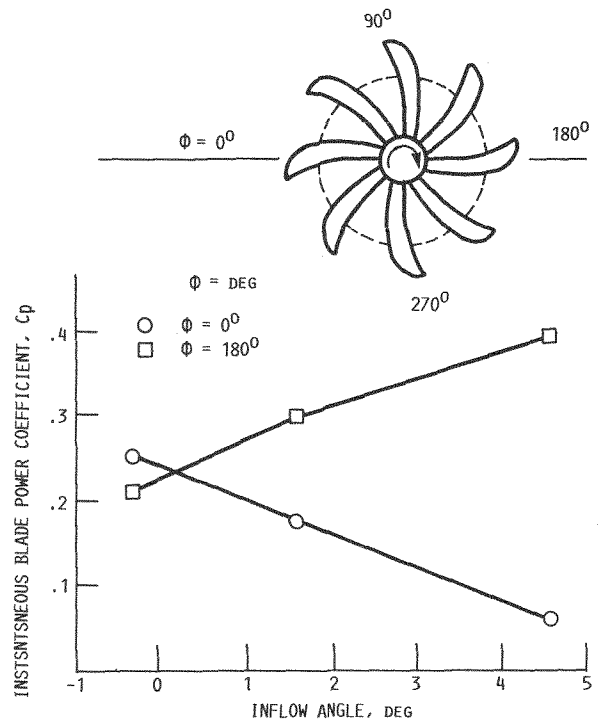 90⁰
Φ = 0⁰
180⁰
270⁰
Φ = DEG
Φ = 0⁰
Φ = 180⁰
INSTSNTSNEOUS BLADE POWER COEFFICIENT, Cp
.4
.3
.2
.1
-1 0 1 2 3 4 5
INFLOW ANGLE, DEG